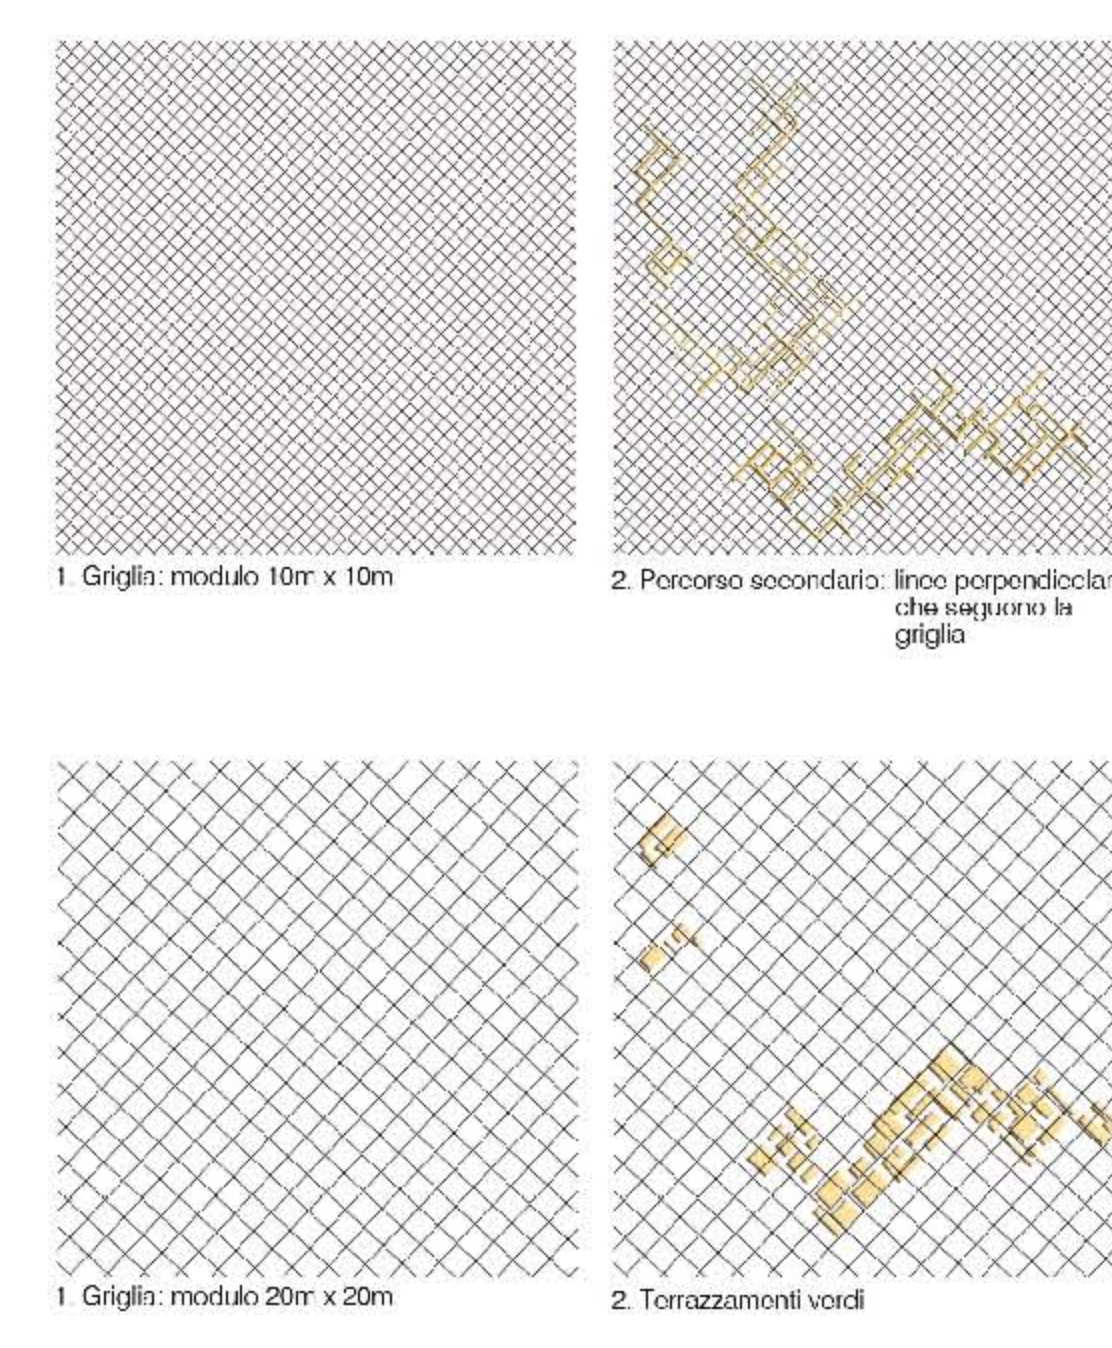 1. Griglia: modulo 10m x 10m
2. Percorso secondario: linee perpendicolar
che seguono la
griglia
1. Griglia: modulo 20m x 20m
2. Terrazzamenti verdi